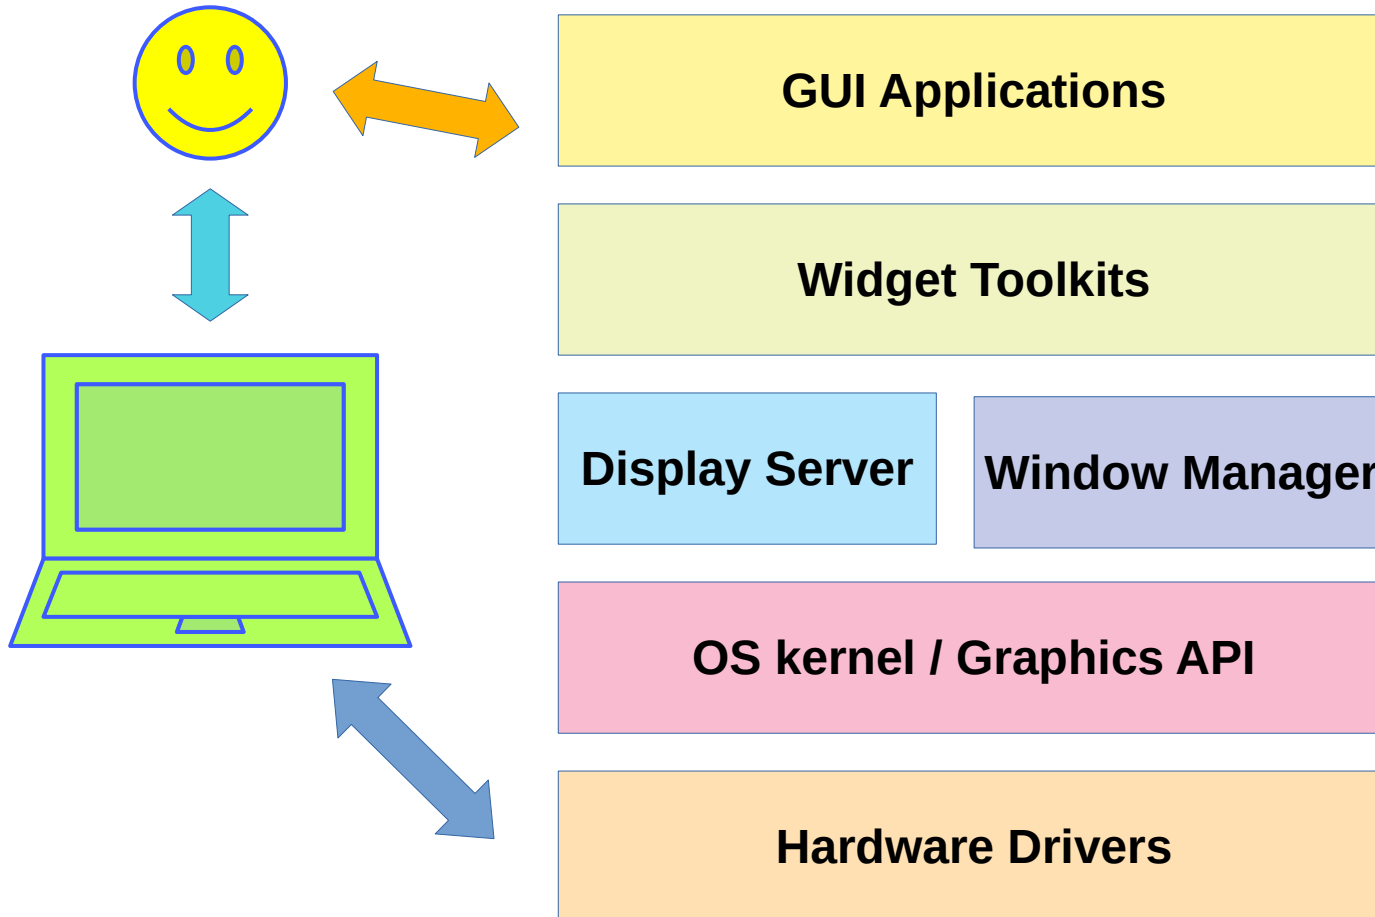 GUI Applications
Widget Toolkits
Display Server
Window Manager
OS kernel / Graphics API
Hardware Drivers